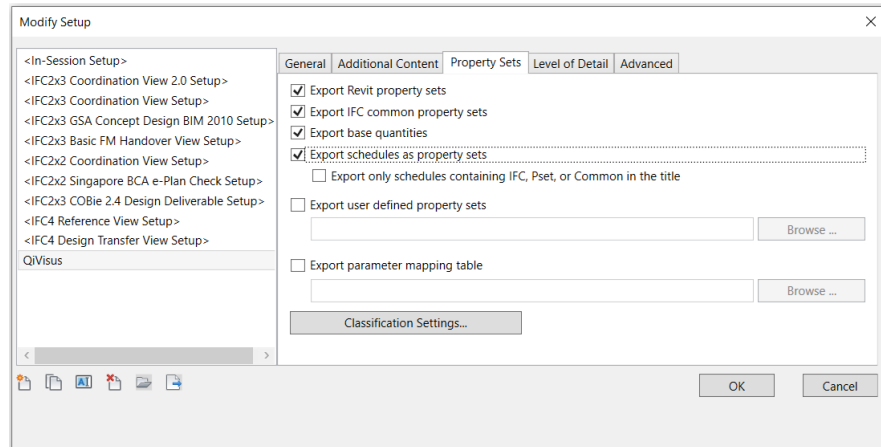 Modify Setup
<In-Session Setup>
<IFC2x3 Coordination View 2.0 Setup>
<IFC2x3 Coordination View Setup>
<IFC2x3 GSA Concept Design BIM 2010 Setup>
<IFC2x3 Basic FM Handover View Setup>
<IFC2x2 Coordination View Setup>
<IFC2x2 Singapore BCA e-Plan Check Setup>
<IFC2x3 COBie 2.4 Design Deliverable Setup>
<IFC4 Reference View Setup>
<IFC4 Design Transfer View Setup>
QiVisus
General Additional Content Property Sets Level of Detail Advanced
Export Revit property sets
Export IFC common property sets
Export base quantities
Export schedules as property sets
Export only schedules containing IFC, Pset, or Common in the title
Export user defined property sets
Browse ...
Export parameter mapping table
Browse ...
Classification Settings...
AI
OK Cancel